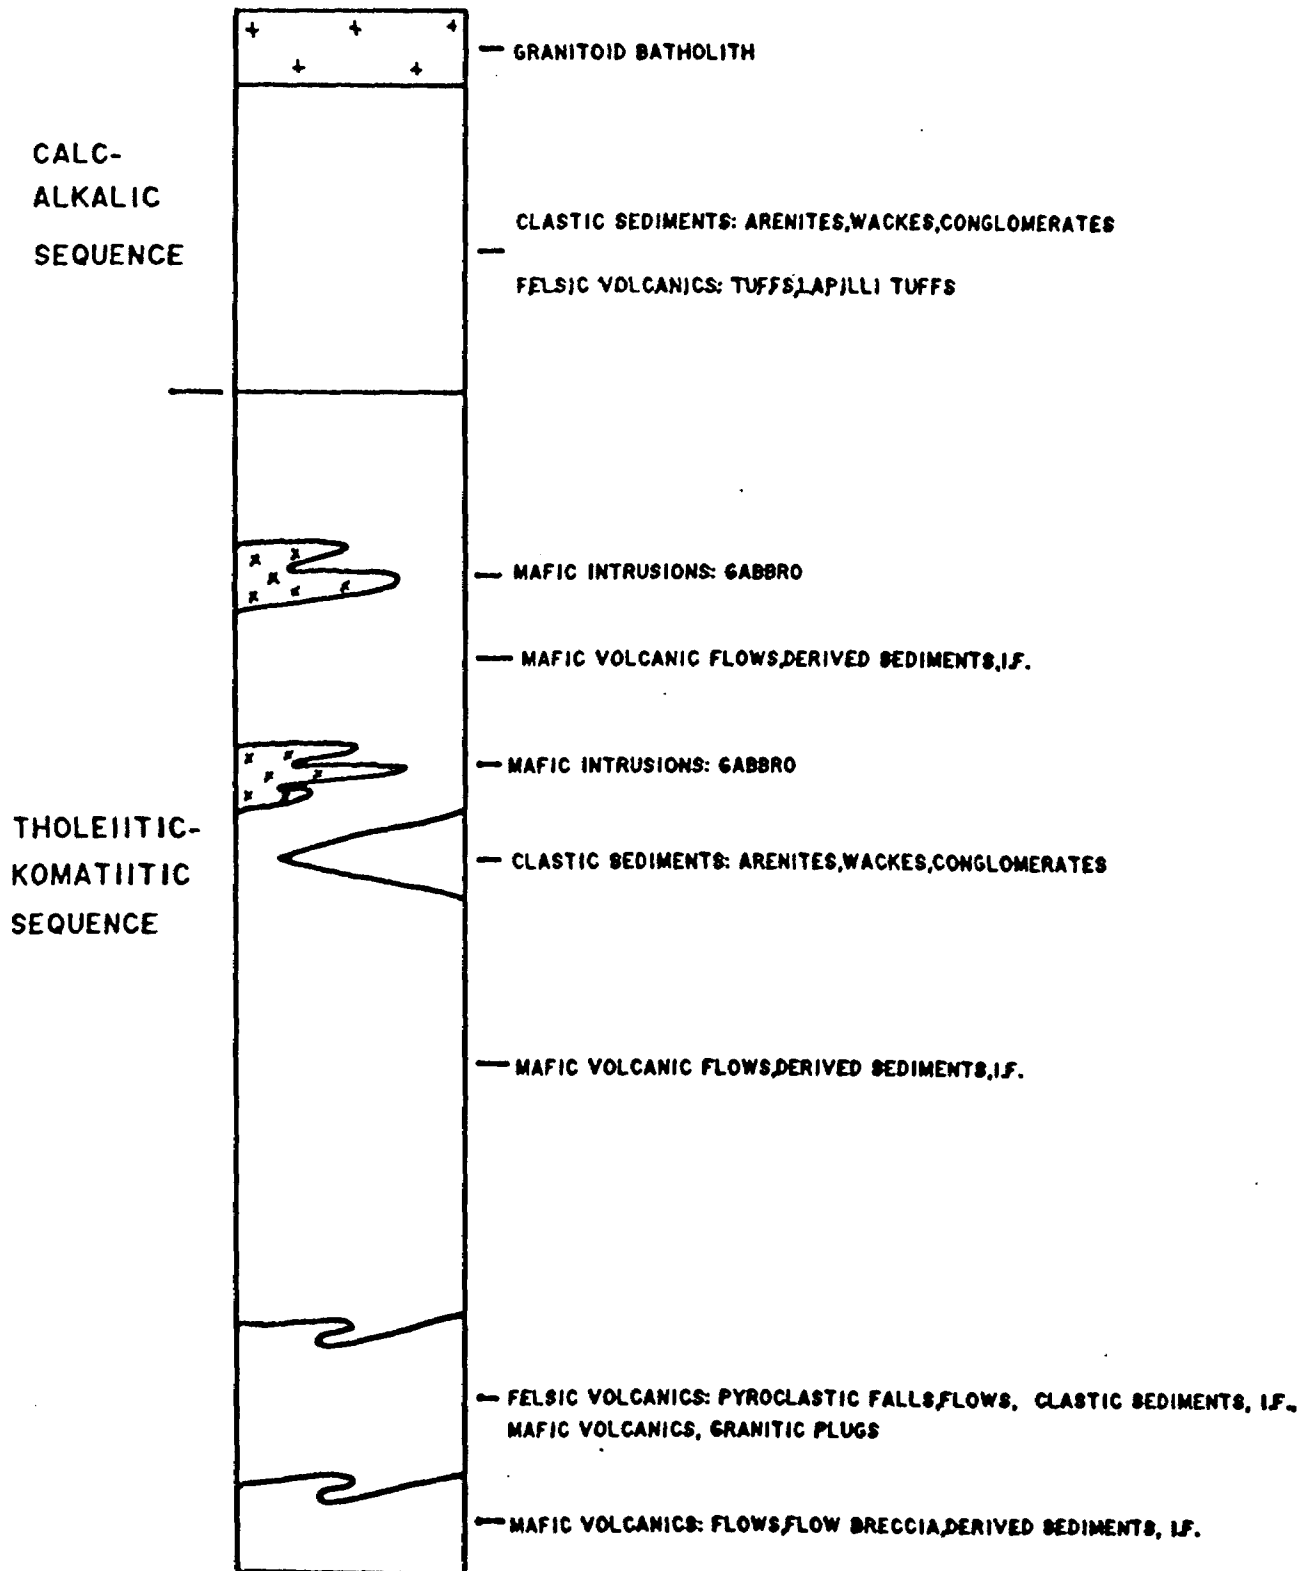 GRANITOID BATHOLITH
CALC-
ALKALIC
SEQUENCE
CLASTIC SEDIMENTS: ARENITES,WACKES,CONGLOMERATES
FELSIC VOLCANICS: TUFFS,LAPILLI TUFFS
MAFIC INTRUSIONS: GABBRO
MAFIC VOLCANIC FLOWS,DERIVED SEDIMENTS,I.F.
MAFIC INTRUSIONS: GABBRO
THOLEIITIC-
KOMATIITIC
SEQUENCE
CLASTIC SEDIMENTS: ARENITES,WACKES,CONGLOMERATES
MAFIC VOLCANIC FLOWS,DERIVED SEDIMENTS,I.F.
FELSIC VOLCANICS: PYROCLASTIC FALLS,FLOWS, CLASTIC SEDIMENTS, I.F.,
MAFIC VOLCANICS, GRANITIC PLUGS
MAFIC VOLCANICS: FLOWS,FLOW BRECCIA,DERIVED SEDIMENTS, I.F.